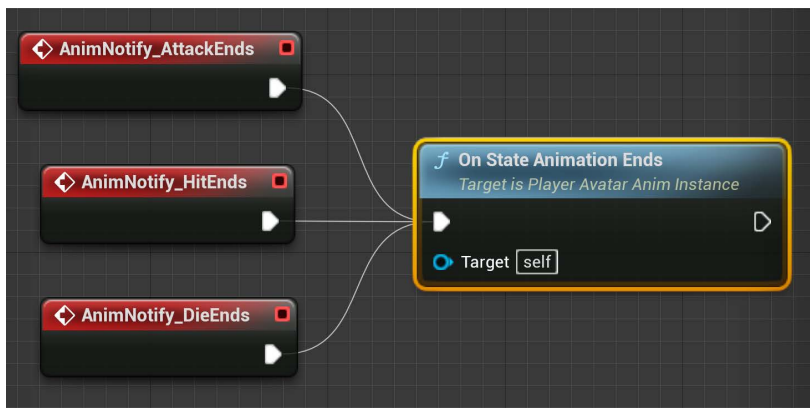 AnimNotify_AttackEnds
AnimNotify_HitEnds
AnimNotify_DieEnds
f On State Animation Ends
Target is Player Avatar Anim Instance
Target self